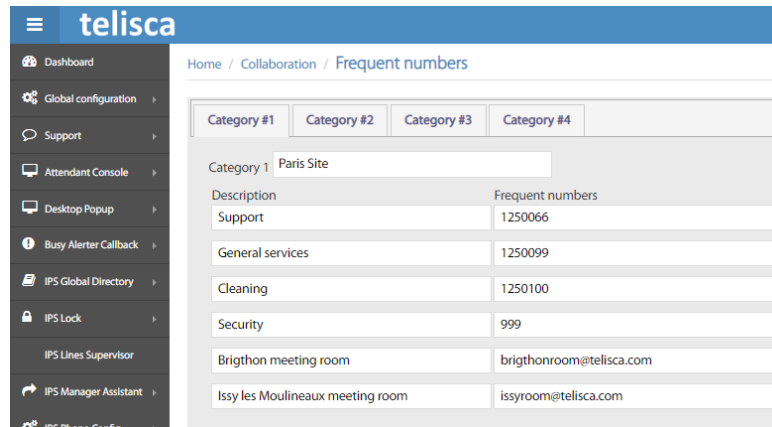 telisca
Dashboard
Global configuration
Support
Attendant Console
Desktop Popup
Busy Alerter Callback
IPS Global Directory
IPS Lock
IPS Lines Supervisor
IPS Manager Assistant
IPS Phone Config
Home / Collaboration / Frequent numbers
Category #1 Category #2 Category #3 Category #4
Category 1 Paris Site
Description Frequent numbers
Support 1250066
General services 1250099
Cleaning 1250100
Security 999
Brigthon meeting room brigthonroom@telisca.com
Issy les Moulineaux meeting room issyroom@telisca.com